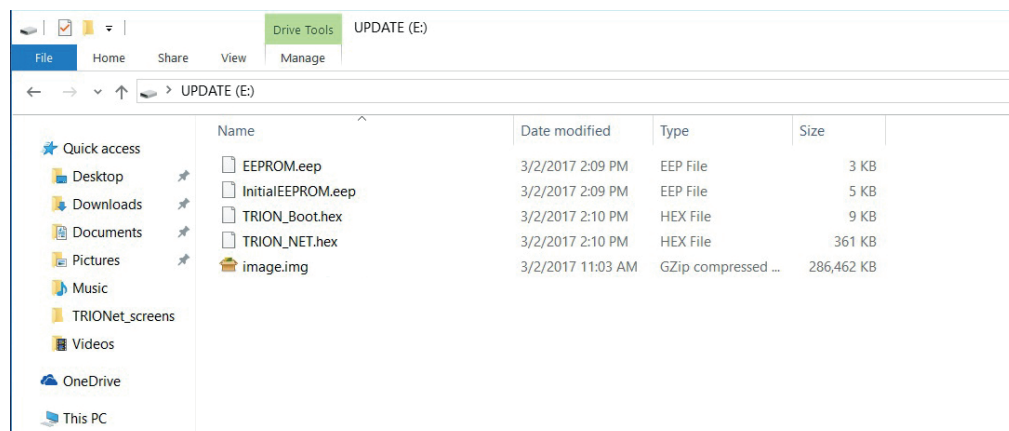 Drive Tools UPDATE (E:)
File Home Share View Manage
UPDATE (E:)
Name Date modified Type Size
Quick access
Desktop
Downloads
Documents
Pictures
Music
TRIONet_screens
Videos
OneDrive
This PC
EEPROM.eep 3/2/2017 2:09 PM EEP File 3 KB
InitialEEPROM.eep 3/2/2017 2:09 PM EEP File 5 KB
TRION_Boot.hex 3/2/2017 2:10 PM HEX File 9 KB
TRION_NET.hex 3/2/2017 2:10 PM HEX File 361 KB
image.img 3/2/2017 11:03 AM GZip compressed ... 286,462 KB